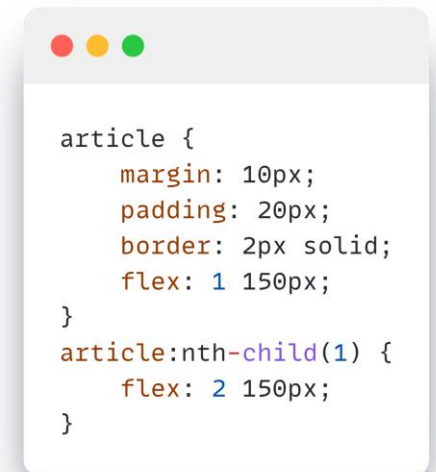 article {
    margin: 10px;
    padding: 20px;
    border: 2px solid;
    flex: 1 150px;
}
article:nth-child(1) {
    flex: 2 150px;
}